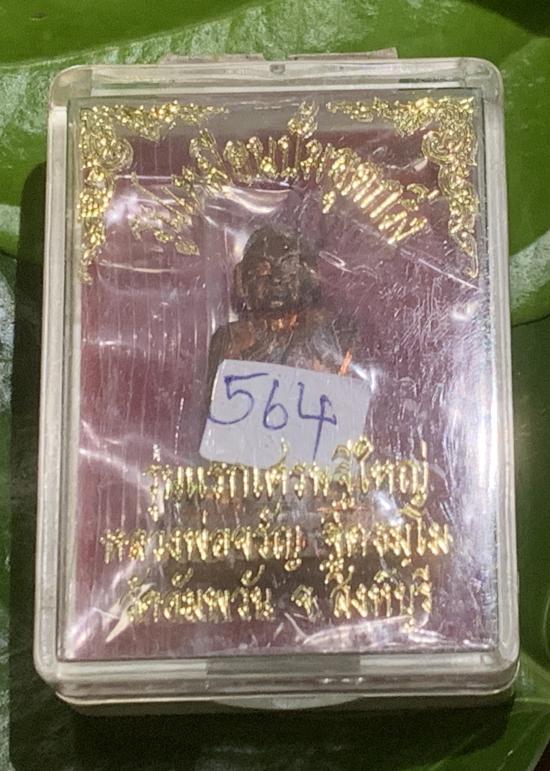 564
รุ่นแรกเศรษฐีใหญ่
หลวงพ่อจรัญ ฐิตธมฺโม
วัดอัมพวัน จ. สิงห์บุรี